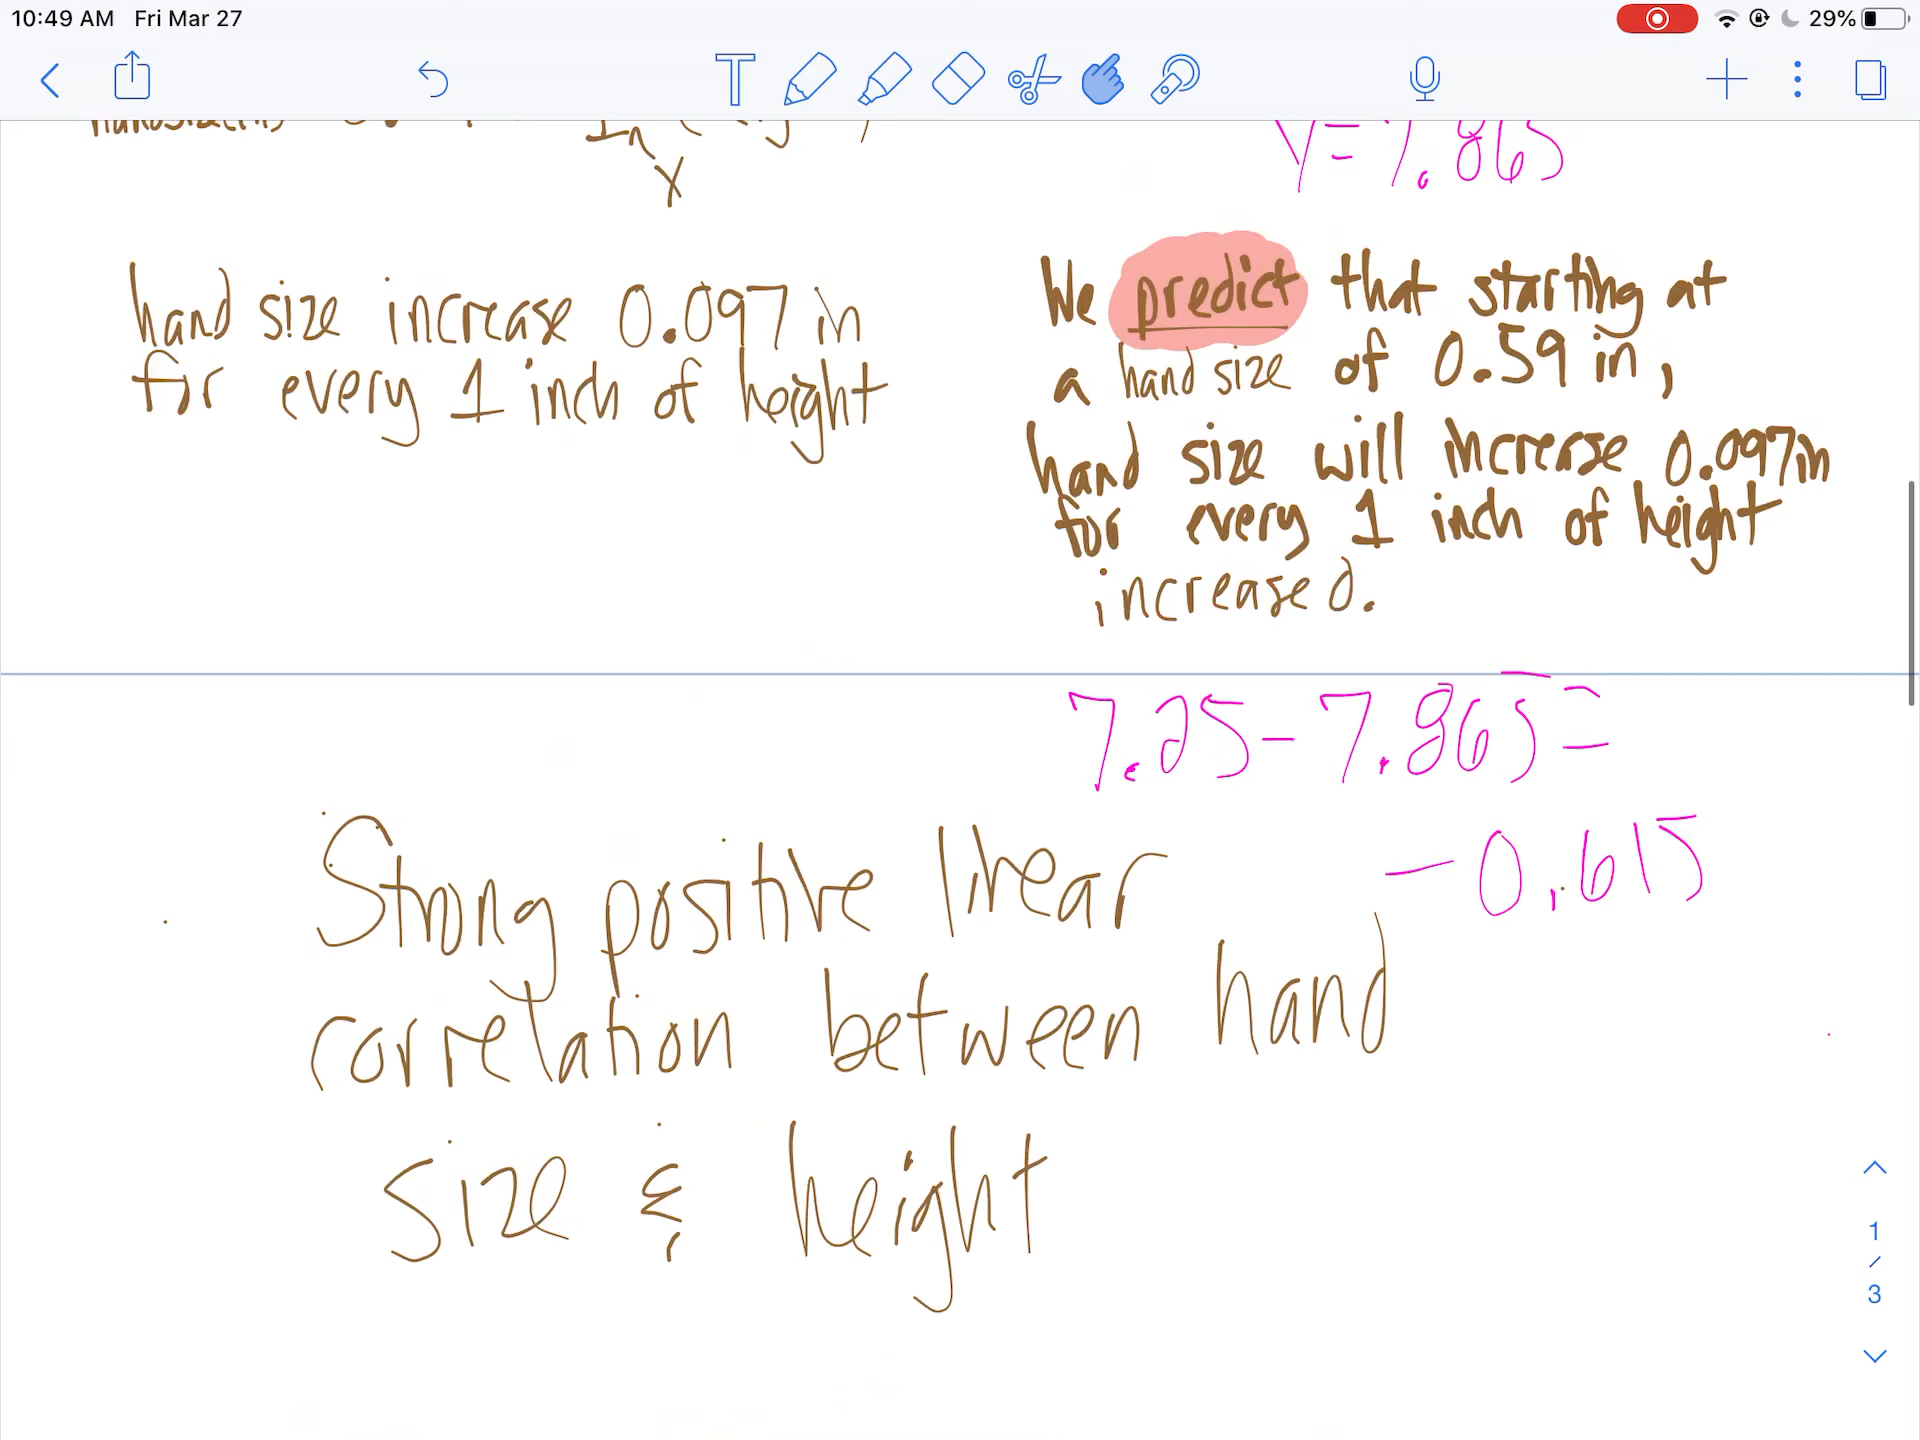 10:49 AM Fri Mar 27
29%
T
y = 7.865
x
hand size increase 0.097 in
for every 1 inch of height
We predict that starting at
a hand size of 0.59 in,
hand size will increase 0.097in
for every 1 inch of height
increased.
7.25 - 7.865 =
-0.615
Strong positive linear
correlation between hand
size & height
1
/
3